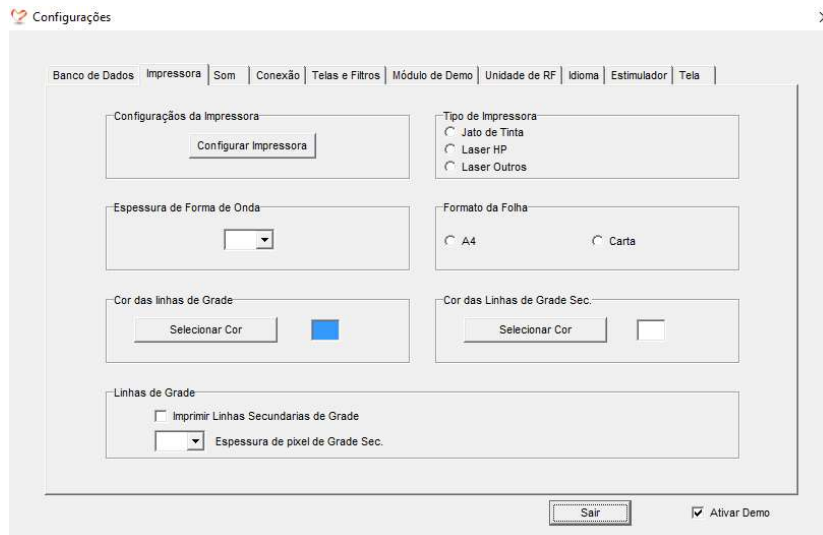 Configurações
Banco de Dados Impressora Som Conexão Telas e Filtros Módulo de Demo Unidade de RF Idioma Estimulador Tela
Configuraçãos da Impressora
Configurar Impressora
Tipo de Impressora
Jato de Tinta
Laser HP
Laser Outros
Espessura de Forma de Onda
Formato da Folha
A4 Carta
Cor das linhas de Grade
Selecionar Cor
Cor das Linhas de Grade Sec.
Selecionar Cor
Linhas de Grade
Imprimir Linhas Secundarias de Grade
Espessura de pixel de Grade Sec.
Sair Ativar Demo